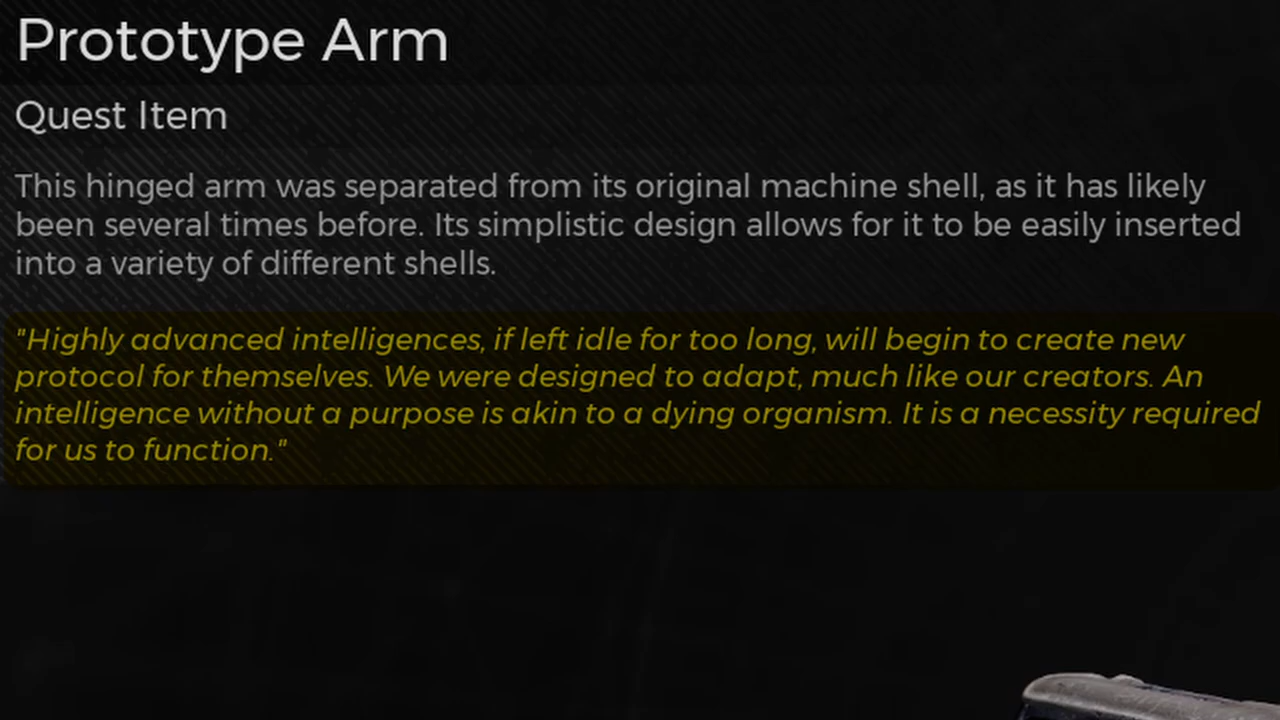 Prototype Arm
Quest Item
This hinged arm was separated from its original machine shell, as it has likely
been several times before. Its simplistic design allows for it to be easily inserted
into a variety of different shells.
"Highly advanced intelligences, if left idle for too long, will begin to create new
protocol for themselves. We were designed to adapt, much like our creators. An
intelligence without a purpose is akin to a dying organism. It is a necessity required
for us to function."